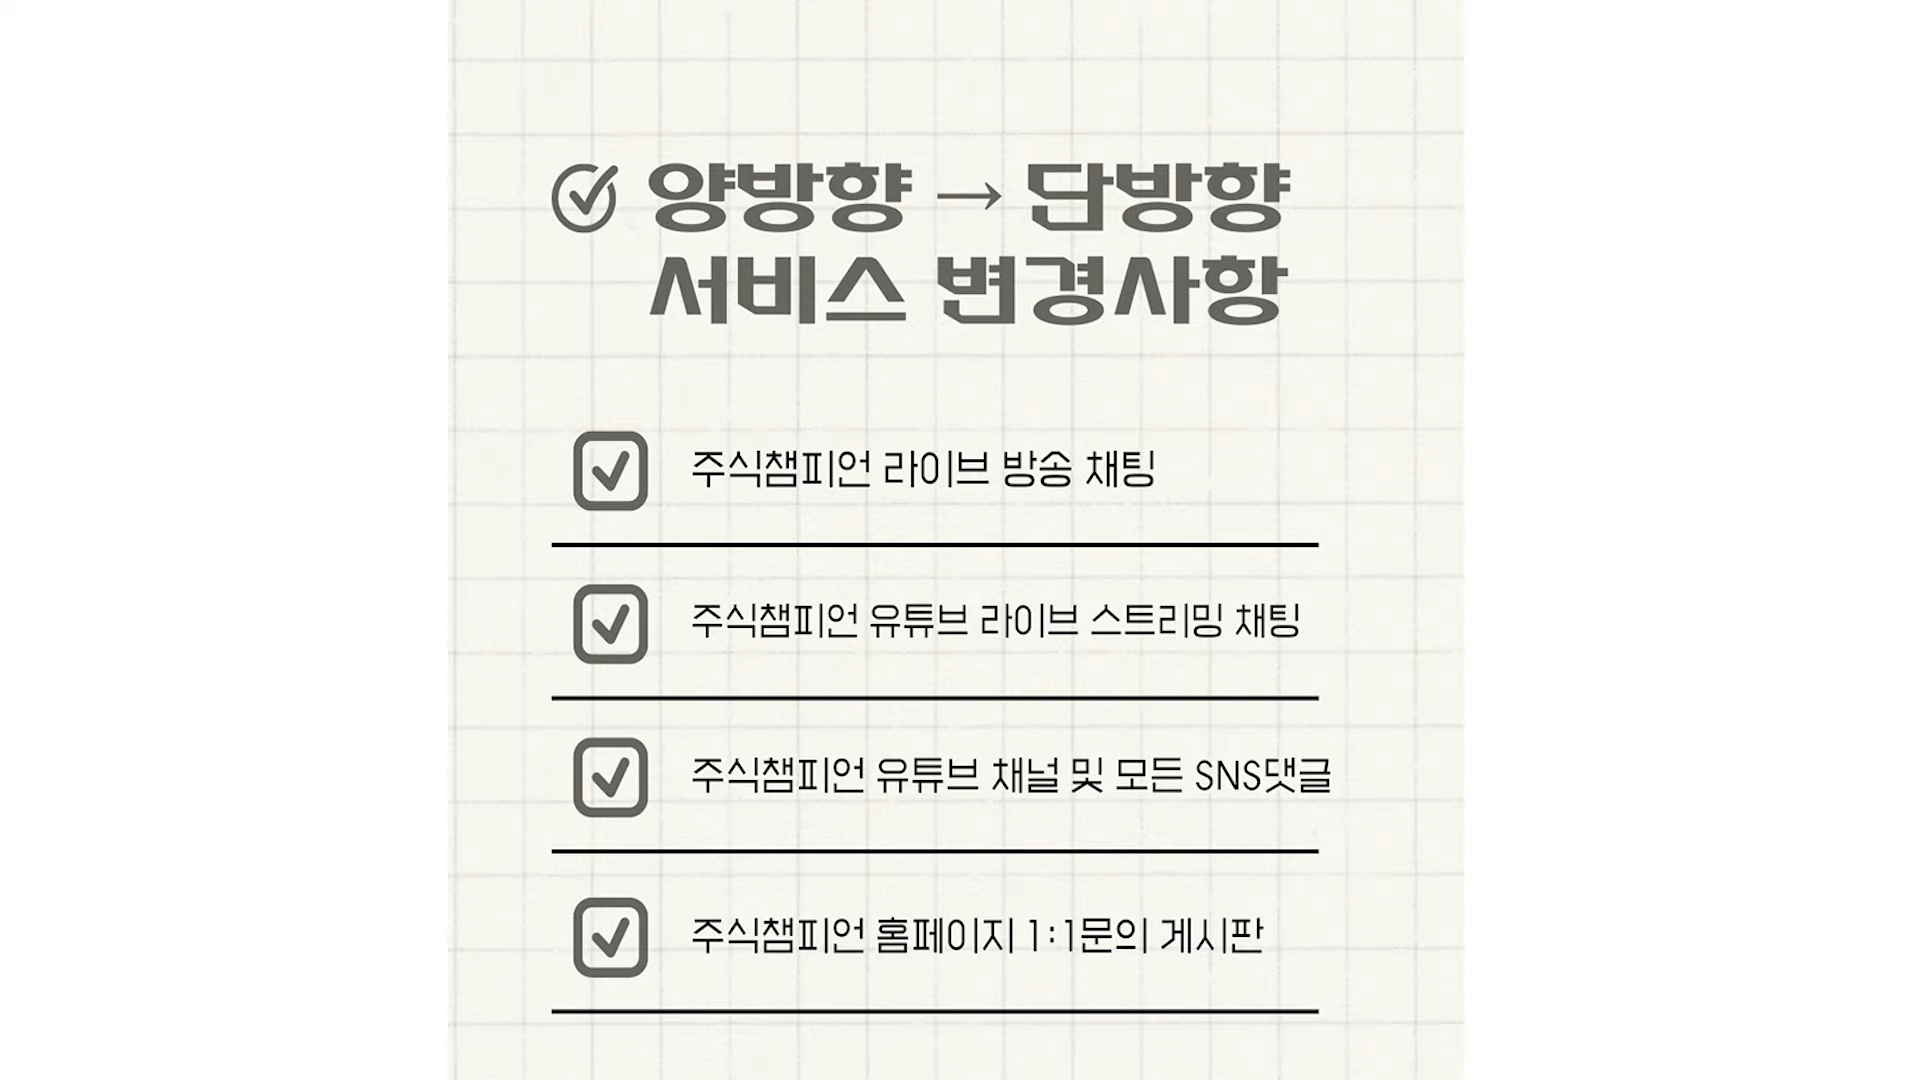 양방향 → 단방향
서비스 변경사항
주식챔피언 라이브 방송 채팅
주식챔피언 유튜브 라이브 스트리밍 채팅
주식챔피언 유튜브 채널 및 모든 SNS댓글
주식챔피언 홈페이지 1:1문의 게시판